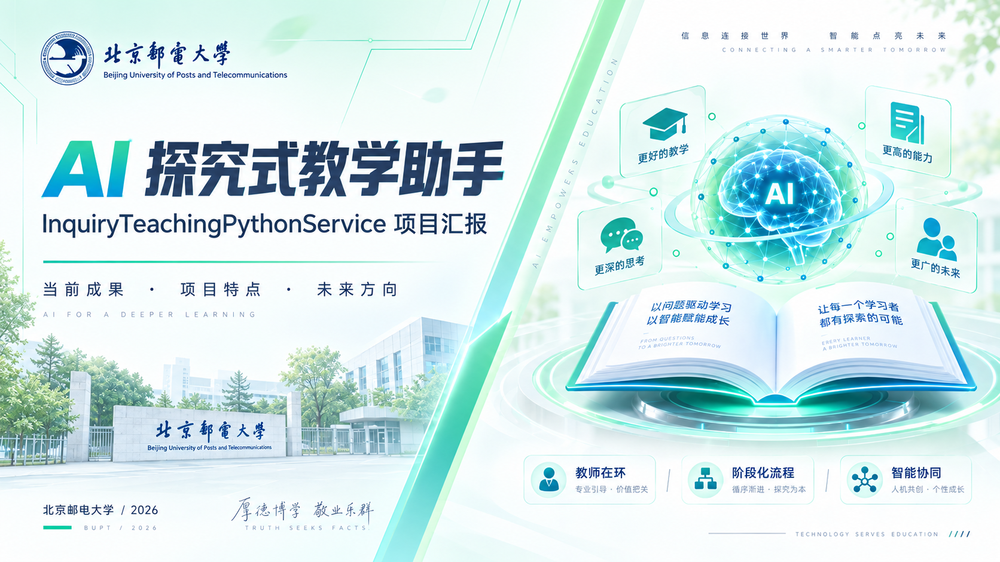 北京郵電大學
Beijing University of Posts and Telecommunications
AI 探究式教学助手
InquiryTeachingPythonService 项目汇报
当前成果 · 项目特点 · 未来方向
AI FOR A DEEPER LEARNING
北京郵電大學
Beijing University of Posts and Telecommunications
北京邮电大学 / 2026
BUPT / 2026
厚德博学 敬业乐群
TRUTH SEEKS FACTS.
AI EMPOWERS EDUCATION
信息连接世界 智能点亮未来
CONNECTING A SMARTER TOMORROW
更好的教学
更高的能力
AI
更深的思考
更广的未来
以问题驱动学习
以智能赋能成长
FROM QUESTIONS
TO A BRIGHTER TOMORROW
让每一个学习者
都有探索的可能
ERERY LEARNER
A BRIGHTER TOMORROW
教师在环
专业引导·价值把关
阶段化流程
循序渐进·探究为本
智能协同
人机共创·个性成长
TECHNOLOGY SERVES EDUCATION ////